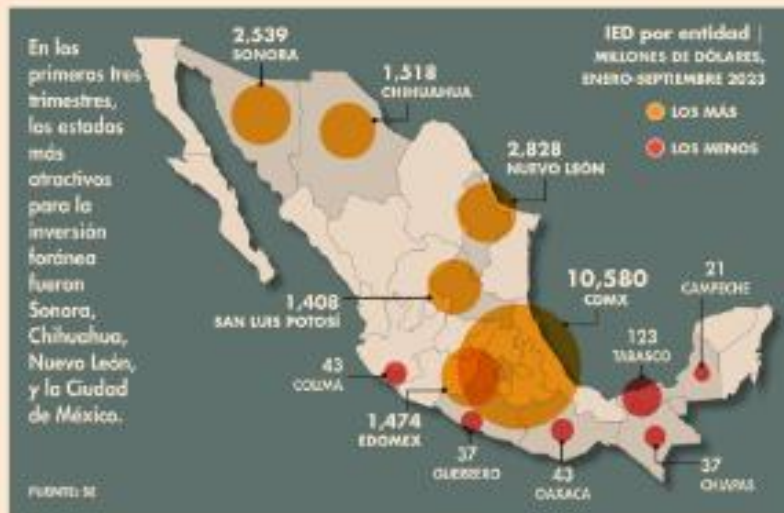 En los
primeros tres
trimestres,
los estados
más
atractivos
para la
inversión
foránea
fueron
Sonora,
Chihuahua,
Nuevo León,
y la Ciudad
de México.
FUENTE: SE
IED por entidad |
MILLONES DE DÓLARES,
ENERO-SEPTIEMBRE 2023
LOS MÁS
LOS MENOS
2,539
SONORA
1,518
CHIHUAHUA
2,828
NUEVO LEÓN
1,408
SAN LUIS POTOSÍ
10,580
CDMX
21
CAMPECHE
123
TABASCO
43
COLIMA
1,474
EDOMEX
37
GUERRERO
43
OAXACA
37
CHIAPAS